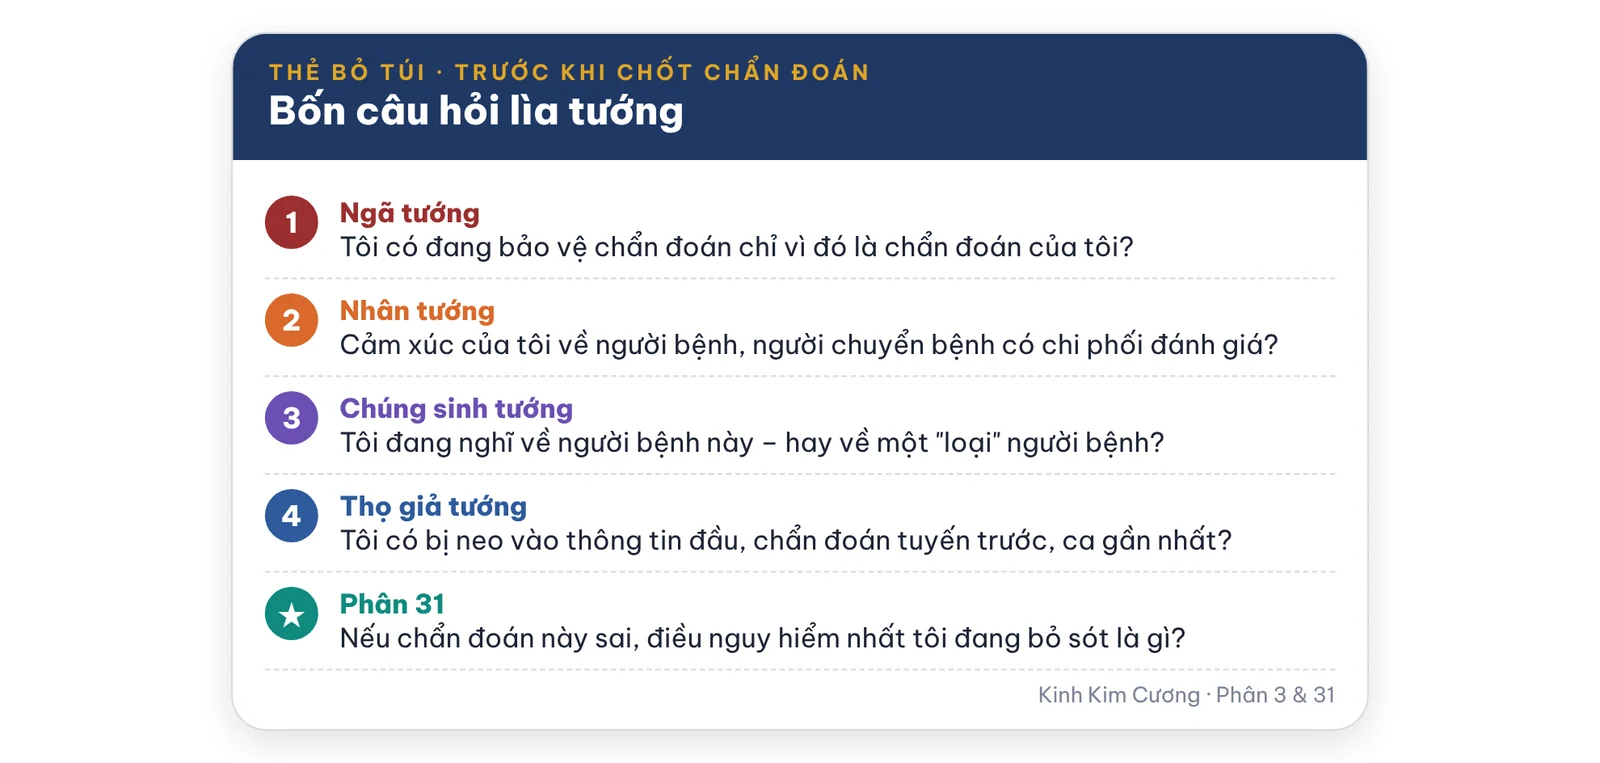 THẺ BỎ TÚI · TRƯỚC KHI CHỐT CHẨN ĐOÁN
Bốn câu hỏi lìa tướng
1
Ngã tướng
Tôi có đang bảo vệ chẩn đoán chỉ vì đó là chẩn đoán của tôi?
2
Nhân tướng
Cảm xúc của tôi về người bệnh, người chuyển bệnh có chi phối đánh giá?
3
Chúng sinh tướng
Tôi đang nghĩ về người bệnh này – hay về một "loại" người bệnh?
4
Thọ giả tướng
Tôi có bị neo vào thông tin đầu, chẩn đoán tuyến trước, ca gần nhất?
★
Phân 31
Nếu chẩn đoán này sai, điều nguy hiểm nhất tôi đang bỏ sót là gì?
Kinh Kim Cương · Phân 3 & 31